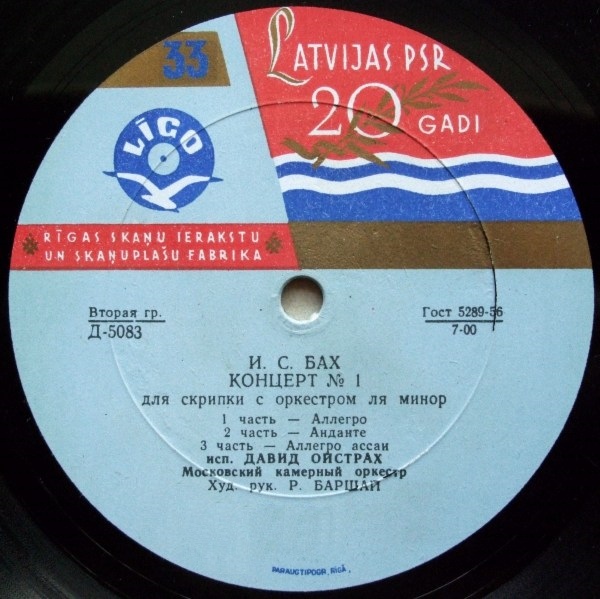 33
LATVIJAS PSR
20 GADI
LĪGO
RĪGAS SKAŅU IERAKSTU
UN SKAŅUPLAŠU FABRIKA
Вторая гр.
Д-5083
Гост 5289-56
7-00
И. С. БАХ
КОНЦЕРТ № 1
для скрипки с оркестром ля минор
1 часть — Аллегро
2 часть — Анданте
3 часть — Аллегро ассаи
исп. ДАВИД ОЙСТРАХ
Московский камерный оркестр
Худ. рук. Р. БАРШАЙ
PARAUGTIPOGR. RĪGĀ.